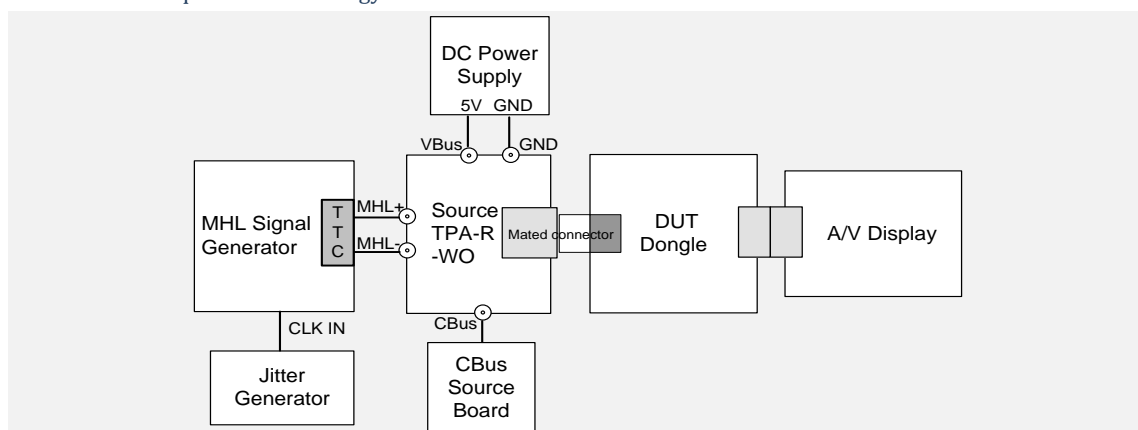 DC Power
Supply
5V GND
VBus
GND
MHL Signal
Generator
T
T
C
MHL+
MHL-
Source
TPA-R
-WO
Mated connector
DUT
Dongle
A/V Display
CLK IN
CBus
Jitter
Generator
CBus
Source
Board